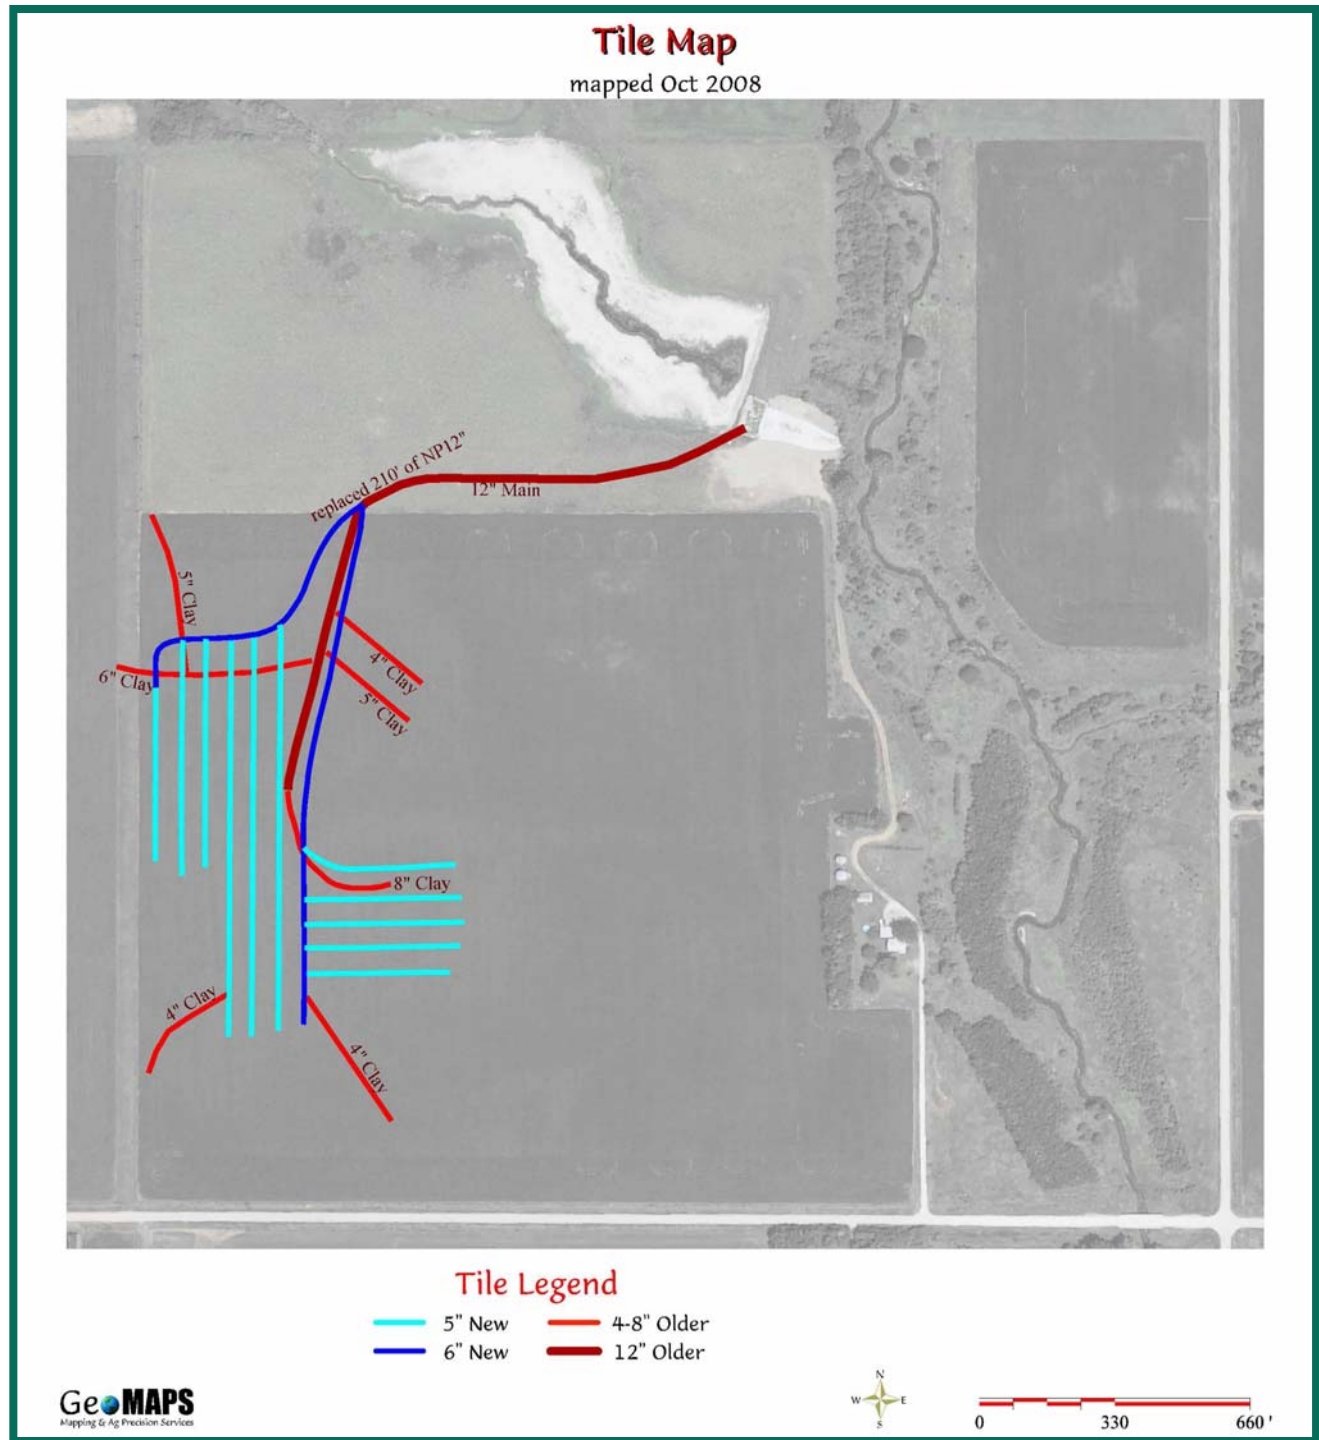 Tile Map
mapped Oct 2008
replaced 210' of NP12"
12" Main
5" Clay
6" Clay
4" Clay
5" Clay
8" Clay
4" Clay
4" Clay
Tile Legend
5" New
4-8" Older
6" New
12" Older
GeoMAPS
Mapping & Ag Precision Services
N
W E
S
0 330 660 '